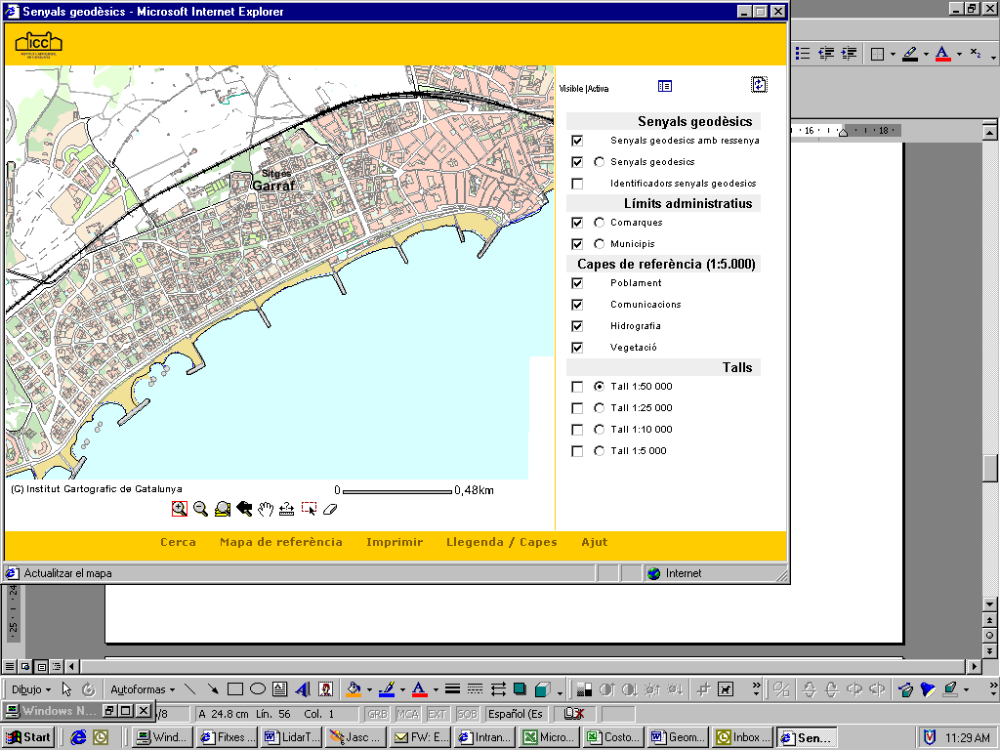 Senyals geodèsics - Microsoft Internet Explorer
ICC
Visible |Activa
Senyals geodèsics
Senyals geodesics amb ressenya
Senyals geodesics
Identificadors senyals geodesics
Límits administratius
Comarques
Municipis
Capes de referència (1:5.000)
Poblament
Comunicacions
Hidrografia
Vegetació
Talls
Tall 1:50 000
Tall 1:25 000
Tall 1:10 000
Tall 1:5 000
Sitges
Garraf
(C) Institut Cartografic de Catalunya
0 0,48km
Cerca Mapa de referència Imprimir Llegenda / Capes Ajut
Actualitzar el mapa Internet
16 18
24
25
Dibujo Autoformas
Windows N...
/8 A 24.8 cm Lín. 56 Col. 1 GRB MCA EXT SOB Español (Es
Start Wind... Fitxes ... LidarT... Jasc ... FW: E... Intran... Micro... Costo... Geom... Inbox ... Sen... 11:29 AM